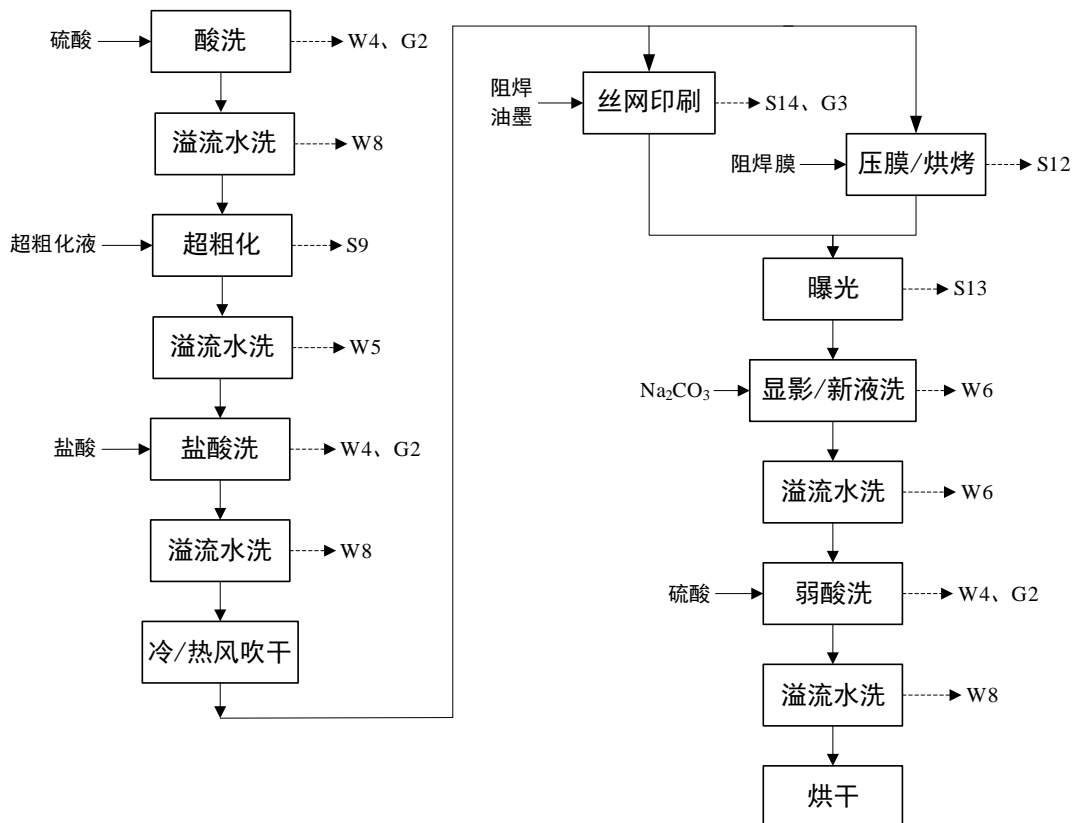 硫酸
酸洗
W4、G2
溢流水洗
W8
超粗化液
超粗化
S9
溢流水洗
W5
盐酸
盐酸洗
W4、G2
溢流水洗
W8
冷/热风吹干
阻焊
油墨
丝网印刷
S14、G3
阻焊膜
压膜/烘烤
S12
曝光
S13
Na₂CO₃
显影/新液洗
W6
溢流水洗
W6
硫酸
弱酸洗
W4、G2
溢流水洗
W8
烘干